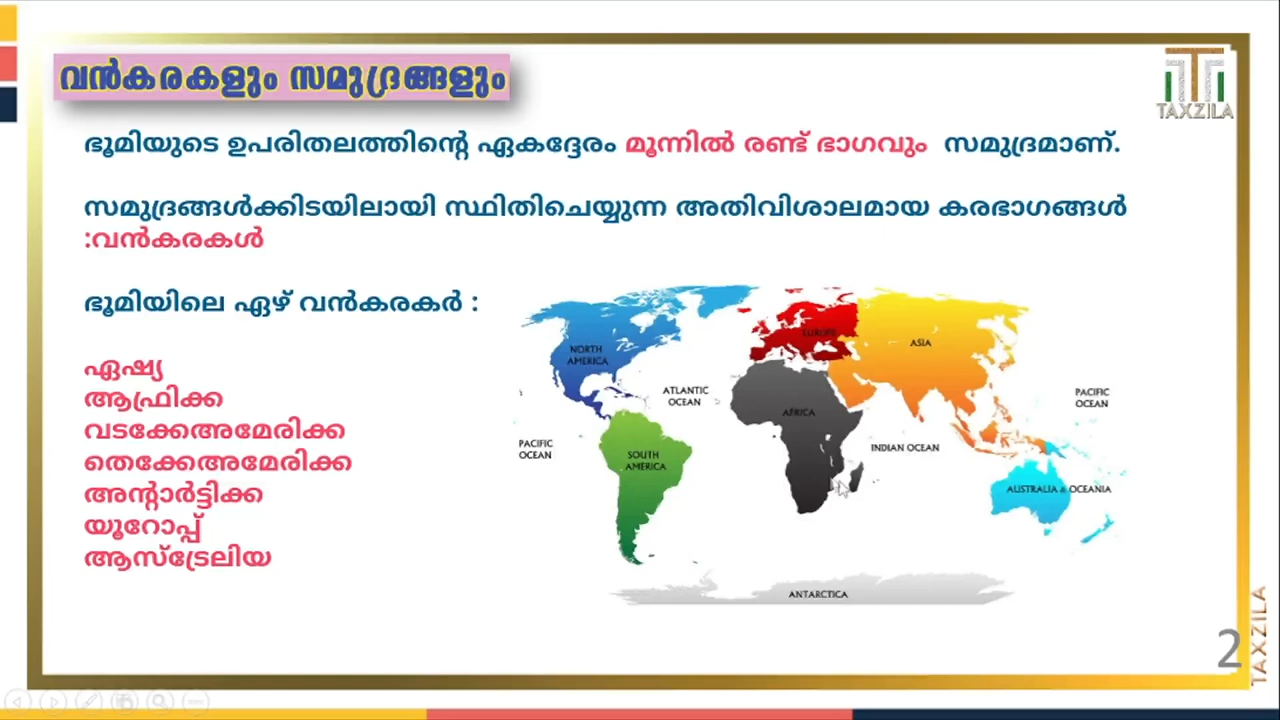 വൻകരകളും സമുദ്രങ്ങളും
TAXZILA
ഭൂമിയുടെ ഉപരിതലത്തിന്റെ ഏകദ്ദേരം മൂന്നിൽ രണ്ട് ഭാഗവും സമുദ്രമാണ്.
സമുദ്രങ്ങൾക്കിടയിലായി സ്ഥിതിചെയ്യുന്ന അതിവിശാലമായ കരഭാഗങ്ങൾ
:വൻകരകൾ
ഭൂമിയിലെ ഏഴ് വൻകരകർ :
ഏഷ്യ
ആഫ്രിക്ക
വടക്കേഅമേരിക്ക
തെക്കേഅമേരിക്ക
അന്റാർട്ടിക്ക
യൂറോപ്പ്
ആസ്ട്രേലിയ
NORTH
AMERICA
EUROPE
ASIA
ATLANTIC
OCEAN
PACIFIC
OCEAN
AFRICA
PACIFIC
OCEAN
INDIAN OCEAN
SOUTH
AMERICA
AUSTRALIA & OCEANIA
ANTARCTICA
TAXZILA
2